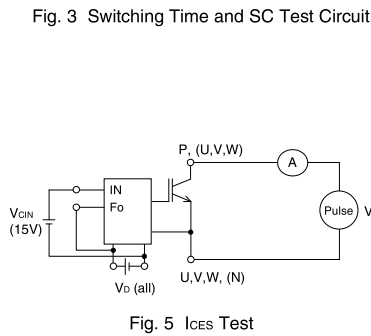 Fig. 3 Switching Time and SC Test Circuit
P, (U,V,W)
A
IN
Fo
VCIN
(15V)
Pulse
V
U,V,W, (N)
VD (all)
Fig. 5 ICES Test